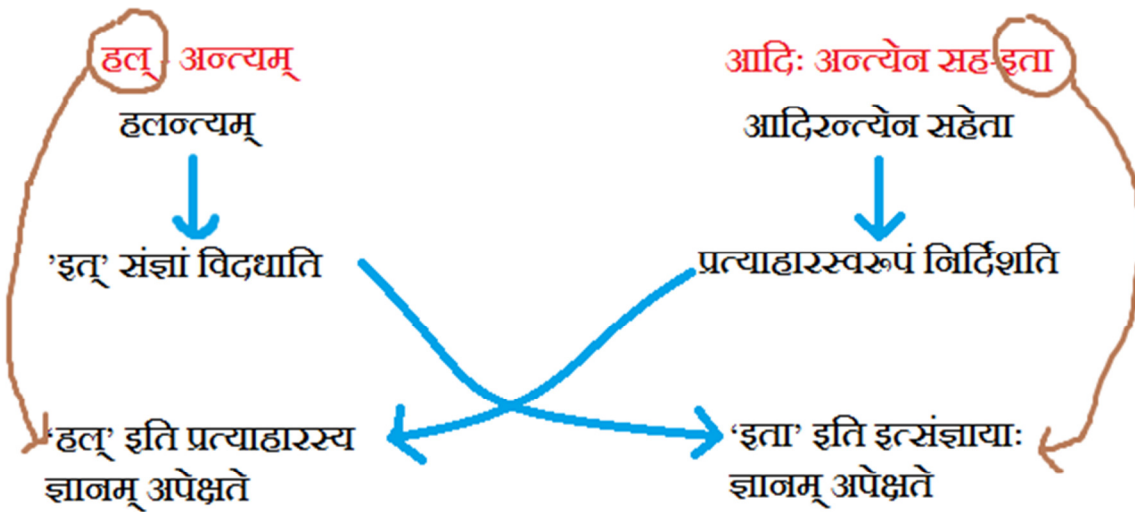 हल् अन्त्यम्
हलन्त्यम्
'इत्' संज्ञां विदधाति
'हल्' इति प्रत्याहारस्य
ज्ञानम् अपेक्षते
आदिः अन्त्येन सह-इता
आदिरन्त्येन सहेता
प्रत्याहारस्वरूपं निर्दिशति
'इता' इति इत्संज्ञायाः
ज्ञानम् अपेक्षते